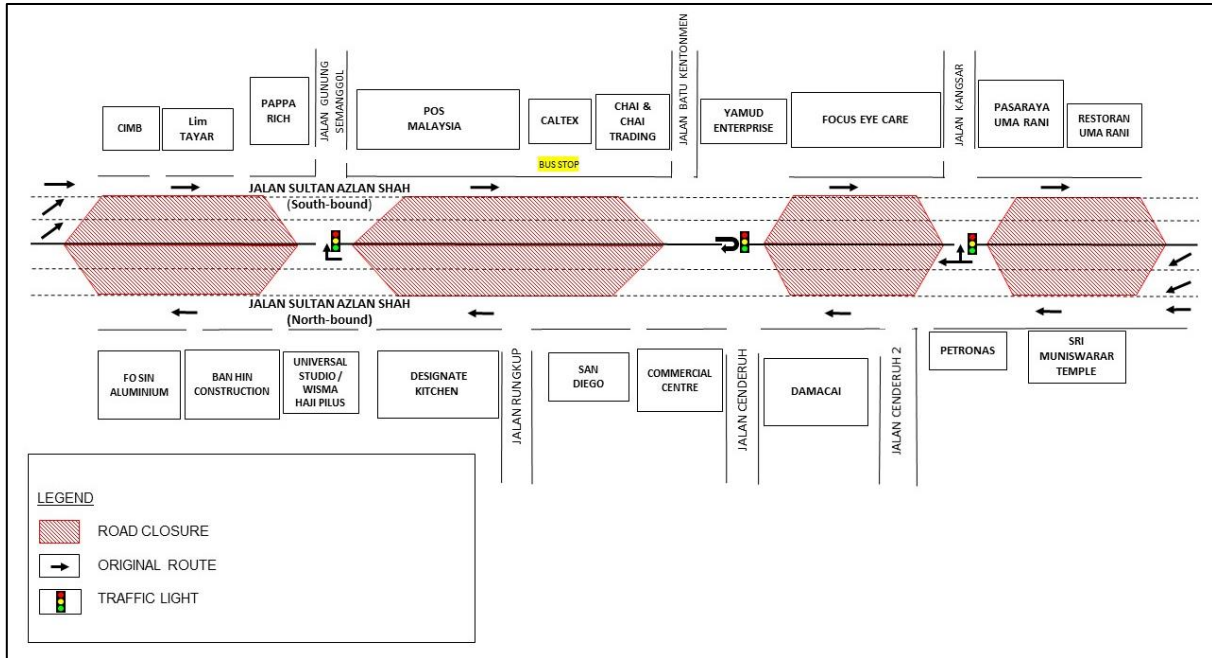 CIMB
Lim
TAYAR
PAPPA
RICH
JALAN GUNUNG
SEMANGGOL
POS
MALAYSIA
CALTEX
CHAI &
CHAI
TRADING
JALAN BATU KENTONMEN
YAMUD
ENTERPRISE
FOCUS EYE CARE
JALAN KANGSAR
PASARAYA
UMA RANI
RESTORAN
UMA RANI
BUS STOP
JALAN SULTAN AZLAN SHAH
(South-bound)
JALAN SULTAN AZLAN SHAH
(North-bound)
FO SIN
ALUMINIUM
BAN HIN
CONSTRUCTION
UNIVERSAL
STUDIO /
WISMA
HAJI PILUS
DESIGNATE
KITCHEN
JALAN RUNGKUP
SAN
DIEGO
COMMERCIAL
CENTRE
JALAN CENDERUH
DAMACAI
JALAN CENDERUH 2
PETRONAS
SRI
MUNISWARAR
TEMPLE
LEGEND
ROAD CLOSURE
ORIGINAL ROUTE
TRAFFIC LIGHT